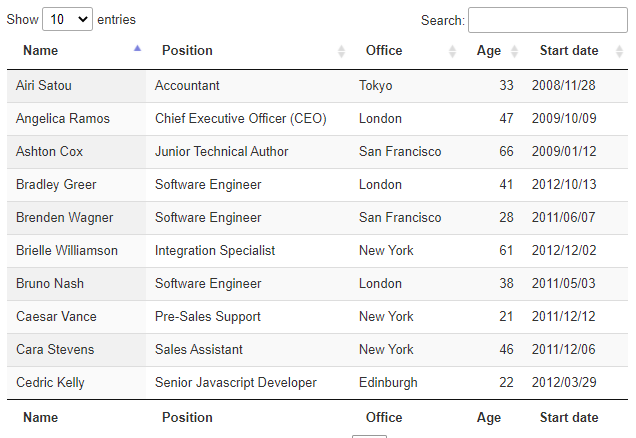 Show 10 entries Search:
Name Position Office Age Start date
Airi Satou Accountant Tokyo 33 2008/11/28
Angelica Ramos Chief Executive Officer (CEO) London 47 2009/10/09
Ashton Cox Junior Technical Author San Francisco 66 2009/01/12
Bradley Greer Software Engineer London 41 2012/10/13
Brenden Wagner Software Engineer San Francisco 28 2011/06/07
Brielle Williamson Integration Specialist New York 61 2012/12/02
Bruno Nash Software Engineer London 38 2011/05/03
Caesar Vance Pre-Sales Support New York 21 2011/12/12
Cara Stevens Sales Assistant New York 46 2011/12/06
Cedric Kelly Senior Javascript Developer Edinburgh 22 2012/03/29
Name Position Office Age Start date